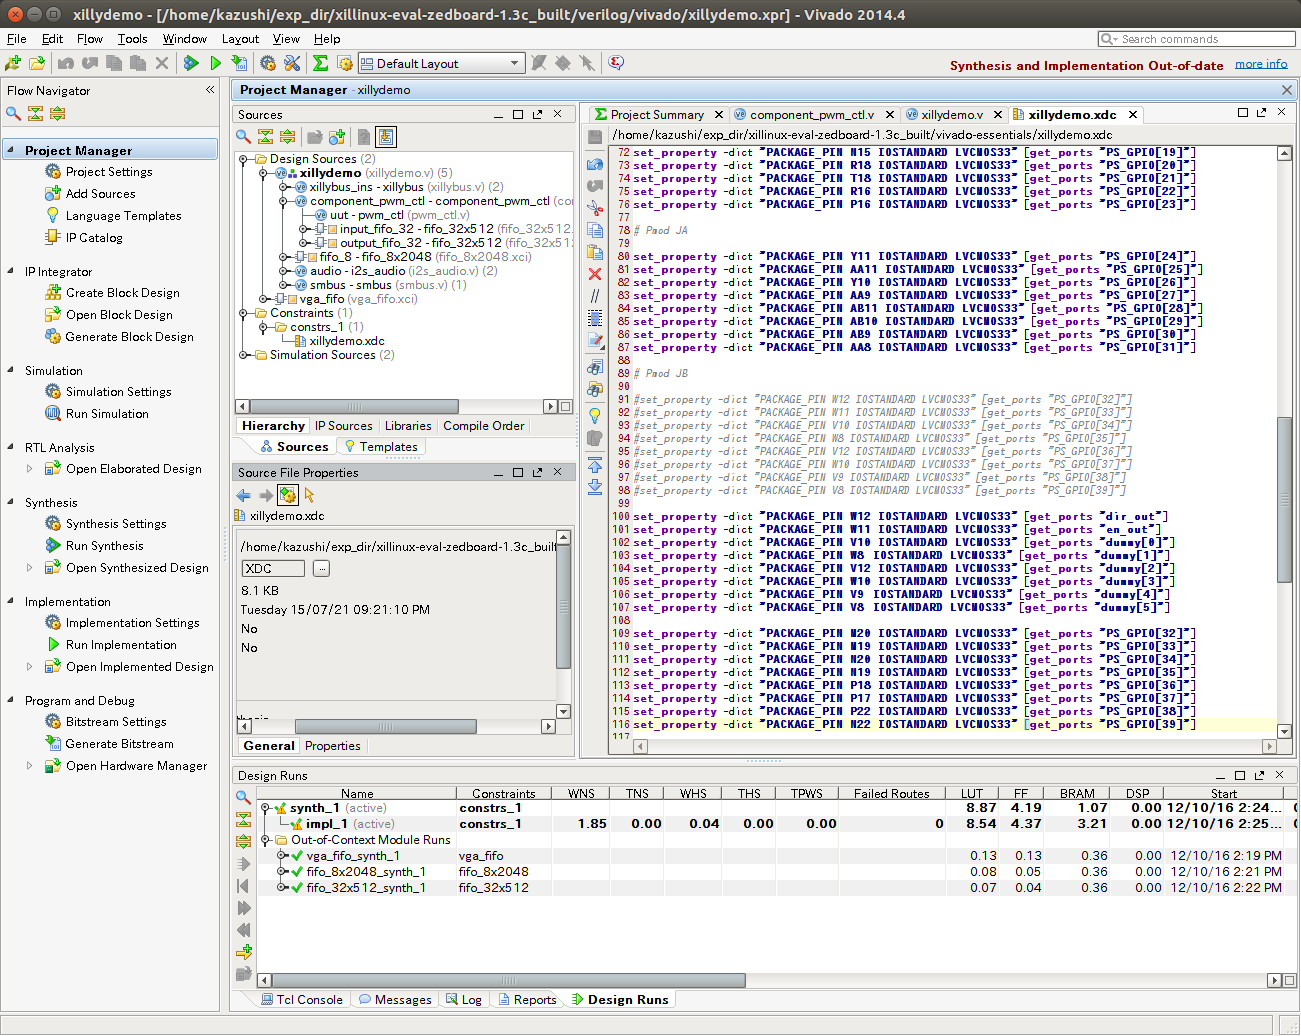 xillydemo - [/home/kazushi/exp_dir/xillinux-eval-zedboard-1.3c_built/verilog/vivado/xillydemo.xpr] - Vivado 2014.4
File Edit Flow Tools Window Layout View Help
Search commands
Default Layout
Synthesis and Implementation Out-of-date more info
Flow Navigator
Project Manager
Project Settings
Add Sources
Language Templates
IP Catalog
IP Integrator
Create Block Design
Open Block Design
Generate Block Design
Simulation
Simulation Settings
Run Simulation
RTL Analysis
Open Elaborated Design
Synthesis
Synthesis Settings
Run Synthesis
Open Synthesized Design
Implementation
Implementation Settings
Run Implementation
Open Implemented Design
Program and Debug
Bitstream Settings
Generate Bitstream
Open Hardware Manager
Project Manager - xillydemo
Sources
Design Sources (2)
xillydemo (xillydemo.v) (5)
xillybus_ins - xillybus (xillybus.v) (2)
component_pwm_ctl - component_pwm_ctl (con
uut - pwm_ctl (pwm_ctl.v)
input_fifo_32 - fifo_32x512 (fifo_32x512.
output_fifo_32 - fifo_32x512 (fifo_32x512
fifo_8 - fifo_8x2048 (fifo_8x2048.xci)
audio - i2s_audio (i2s_audio.v) (2)
smbus - smbus (smbus.v) (1)
vga_fifo (vga_fifo.xci)
Constraints (1)
constrs_1 (1)
xillydemo.xdc
Simulation Sources (2)
Hierarchy IP Sources Libraries Compile Order
Sources Templates
Source File Properties
xillydemo.xdc
/home/kazushi/exp_dir/xillinux-eval-zedboard-1.3c_built
XDC ...
8.1 KB
Tuesday 15/07/21 09:21:10 PM
No
No
General Properties
Project Summary component_pwm_ctl.v xillydemo.v xillydemo.xdc
/home/kazushi/exp_dir/xillinux-eval-zedboard-1.3c_built/vivado-essentials/xillydemo.xdc
72 set_property -dict "PACKAGE_PIN N15 IOSTANDARD LVCMOS33" [get_ports "PS_GPIO[19]"]
73 set_property -dict "PACKAGE_PIN R18 IOSTANDARD LVCMOS33" [get_ports "PS_GPIO[20]"]
74 set_property -dict "PACKAGE_PIN T18 IOSTANDARD LVCMOS33" [get_ports "PS_GPIO[21]"]
75 set_property -dict "PACKAGE_PIN R16 IOSTANDARD LVCMOS33" [get_ports "PS_GPIO[22]"]
76 set_property -dict "PACKAGE_PIN P16 IOSTANDARD LVCMOS33" [get_ports "PS_GPIO[23]"]
77
78 # Pmod JA
79
80 set_property -dict "PACKAGE_PIN Y11 IOSTANDARD LVCMOS33" [get_ports "PS_GPIO[24]"]
81 set_property -dict "PACKAGE_PIN AA11 IOSTANDARD LVCMOS33" [get_ports "PS_GPIO[25]"]
82 set_property -dict "PACKAGE_PIN Y10 IOSTANDARD LVCMOS33" [get_ports "PS_GPIO[26]"]
83 set_property -dict "PACKAGE_PIN AA9 IOSTANDARD LVCMOS33" [get_ports "PS_GPIO[27]"]
84 set_property -dict "PACKAGE_PIN AB11 IOSTANDARD LVCMOS33" [get_ports "PS_GPIO[28]"]
85 set_property -dict "PACKAGE_PIN AB10 IOSTANDARD LVCMOS33" [get_ports "PS_GPIO[29]"]
86 set_property -dict "PACKAGE_PIN AB9 IOSTANDARD LVCMOS33" [get_ports "PS_GPIO[30]"]
87 set_property -dict "PACKAGE_PIN AA8 IOSTANDARD LVCMOS33" [get_ports "PS_GPIO[31]"]
88
89 # Pmod JB
90
91 #set_property -dict "PACKAGE_PIN W12 IOSTANDARD LVCMOS33" [get_ports "PS_GPIO[32]"]
92 #set_property -dict "PACKAGE_PIN W11 IOSTANDARD LVCMOS33" [get_ports "PS_GPIO[33]"]
93 #set_property -dict "PACKAGE_PIN V10 IOSTANDARD LVCMOS33" [get_ports "PS_GPIO[34]"]
94 #set_property -dict "PACKAGE_PIN W8 IOSTANDARD LVCMOS33" [get_ports "PS_GPIO[35]"]
95 #set_property -dict "PACKAGE_PIN V12 IOSTANDARD LVCMOS33" [get_ports "PS_GPIO[36]"]
96 #set_property -dict "PACKAGE_PIN W10 IOSTANDARD LVCMOS33" [get_ports "PS_GPIO[37]"]
97 #set_property -dict "PACKAGE_PIN V9 IOSTANDARD LVCMOS33" [get_ports "PS_GPIO[38]"]
98 #set_property -dict "PACKAGE_PIN V8 IOSTANDARD LVCMOS33" [get_ports "PS_GPIO[39]"]
99
100 set_property -dict "PACKAGE_PIN W12 IOSTANDARD LVCMOS33" [get_ports "dir_out"]
101 set_property -dict "PACKAGE_PIN W11 IOSTANDARD LVCMOS33" [get_ports "en_out"]
102 set_property -dict "PACKAGE_PIN V10 IOSTANDARD LVCMOS33" [get_ports "dummy[0]"]
103 set_property -dict "PACKAGE_PIN W8 IOSTANDARD LVCMOS33" [get_ports "dummy[1]"]
104 set_property -dict "PACKAGE_PIN V12 IOSTANDARD LVCMOS33" [get_ports "dummy[2]"]
105 set_property -dict "PACKAGE_PIN W10 IOSTANDARD LVCMOS33" [get_ports "dummy[3]"]
106 set_property -dict "PACKAGE_PIN V9 IOSTANDARD LVCMOS33" [get_ports "dummy[4]"]
107 set_property -dict "PACKAGE_PIN V8 IOSTANDARD LVCMOS33" [get_ports "dummy[5]"]
108
109 set_property -dict "PACKAGE_PIN M20 IOSTANDARD LVCMOS33" [get_ports "PS_GPIO[32]"]
110 set_property -dict "PACKAGE_PIN M19 IOSTANDARD LVCMOS33" [get_ports "PS_GPIO[33]"]
111 set_property -dict "PACKAGE_PIN N20 IOSTANDARD LVCMOS33" [get_ports "PS_GPIO[34]"]
112 set_property -dict "PACKAGE_PIN N19 IOSTANDARD LVCMOS33" [get_ports "PS_GPIO[35]"]
113 set_property -dict "PACKAGE_PIN P18 IOSTANDARD LVCMOS33" [get_ports "PS_GPIO[36]"]
114 set_property -dict "PACKAGE_PIN P17 IOSTANDARD LVCMOS33" [get_ports "PS_GPIO[37]"]
115 set_property -dict "PACKAGE_PIN P22 IOSTANDARD LVCMOS33" [get_ports "PS_GPIO[38]"]
116 set_property -dict "PACKAGE_PIN N22 IOSTANDARD LVCMOS33" [get_ports "PS_GPIO[39]"]
117
Design Runs
Name Constraints WNS TNS WHS THS TPWS Failed Routes LUT FF BRAM DSP Start
synth_1 (active) constrs_1 8.87 4.19 1.07 0.00 12/10/16 2:24...
impl_1 (active) constrs_1 1.85 0.00 0.04 0.00 0.00 0 8.54 4.37 3.21 0.00 12/10/16 2:25...
Out-of-Context Module Runs
vga_fifo_synth_1 vga_fifo 0.13 0.13 0.36 0.00 12/10/16 2:19 PM
fifo_8x2048_synth_1 fifo_8x2048 0.08 0.05 0.36 0.00 12/10/16 2:21 PM
fifo_32x512_synth_1 fifo_32x512 0.07 0.04 0.36 0.00 12/10/16 2:22 PM
Tcl Console Messages Log Reports Design Runs